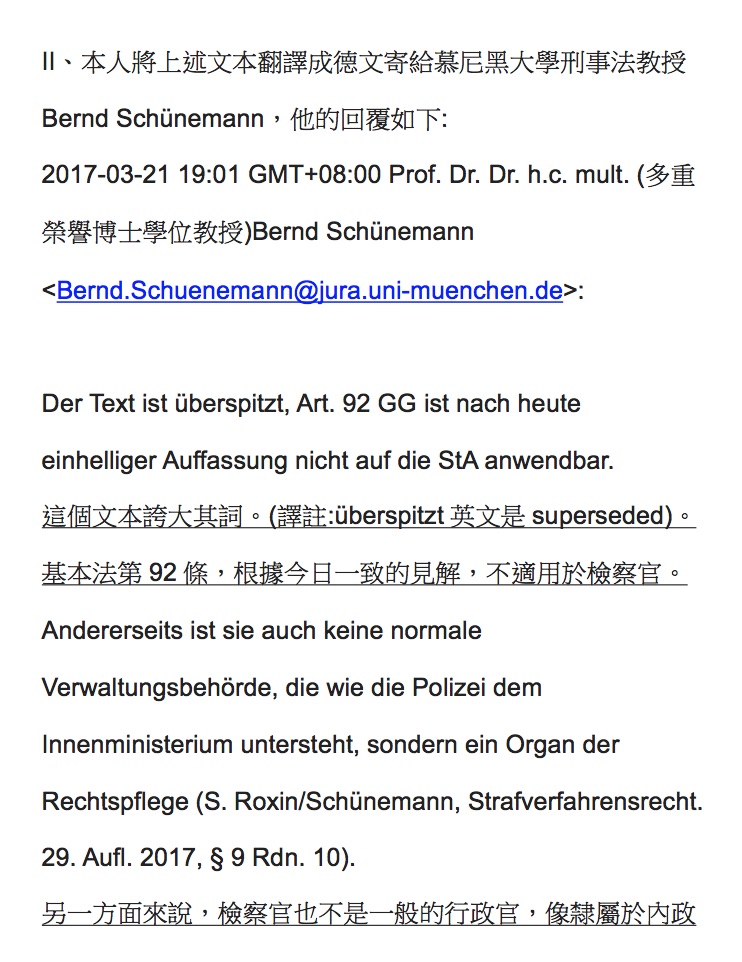 II、本人將上述文本翻譯成德文寄給慕尼黑大學刑事法教授
Bernd Schünemann，他的回覆如下:
2017-03-21 19:01 GMT+08:00 Prof. Dr. Dr. h.c. mult. (多重
榮譽博士學位教授)Bernd Schünemann
<Bernd.Schuenemann@jura.uni-muenchen.de>:
Der Text ist überspitzt, Art. 92 GG ist nach heute
einhelliger Auffassung nicht auf die StA anwendbar.
這個文本誇大其詞。(譯註:überspitzt 英文是 superseded)。
基本法第 92 條，根據今日一致的見解，不適用於檢察官。
Andererseits ist sie auch keine normale
Verwaltungsbehörde, die wie die Polizei dem
Innenministerium untersteht, sondern ein Organ der
Rechtspflege (S. Roxin/Schünemann, Strafverfahrensrecht.
29. Aufl. 2017, § 9 Rdn. 10).
另一方面來說，檢察官也不是一般的行政官，像隸屬於內政